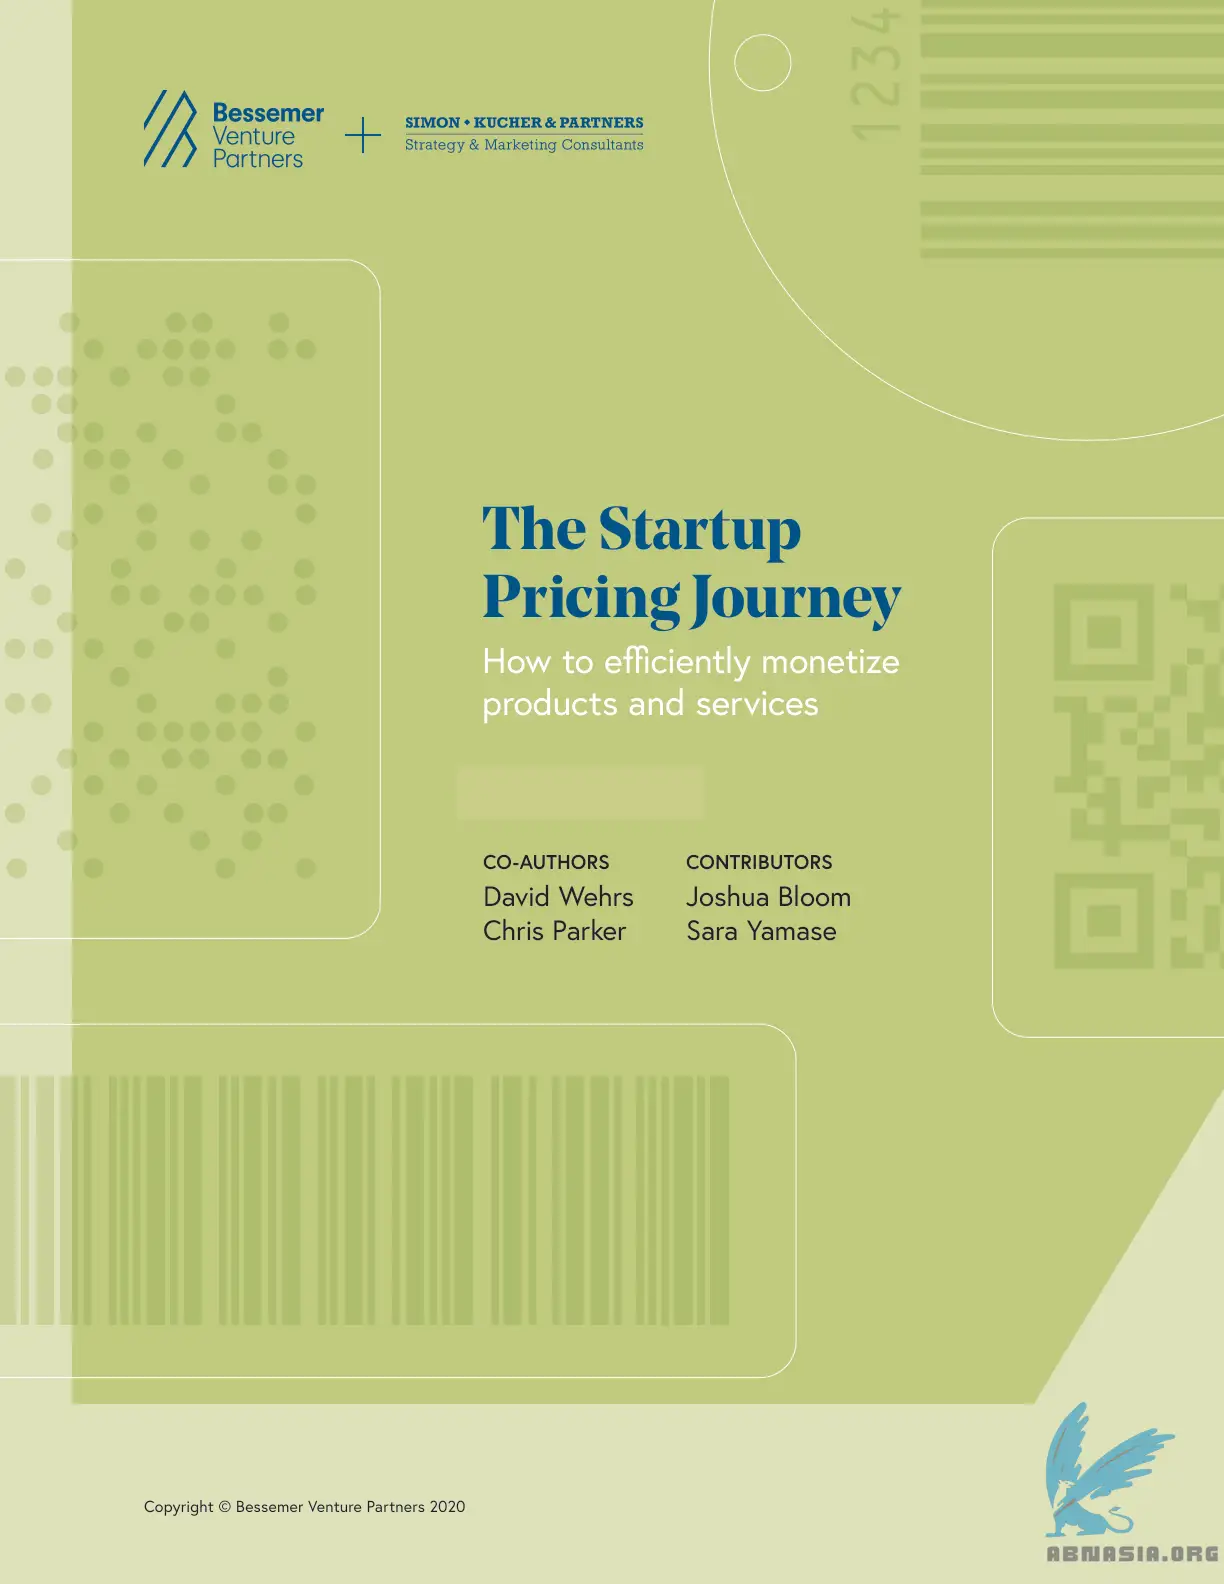 Bessemer
Venture
Partners
SIMON • KUCHER & PARTNERS
Strategy & Marketing Consultants
1234
The Startup
Pricing Journey
How to efficiently monetize
products and services
CO-AUTHORS
David Wehrs
Chris Parker
CONTRIBUTORS
Joshua Bloom
Sara Yamase
Copyright © Bessemer Venture Partners 2020
ABNASIA.ORG